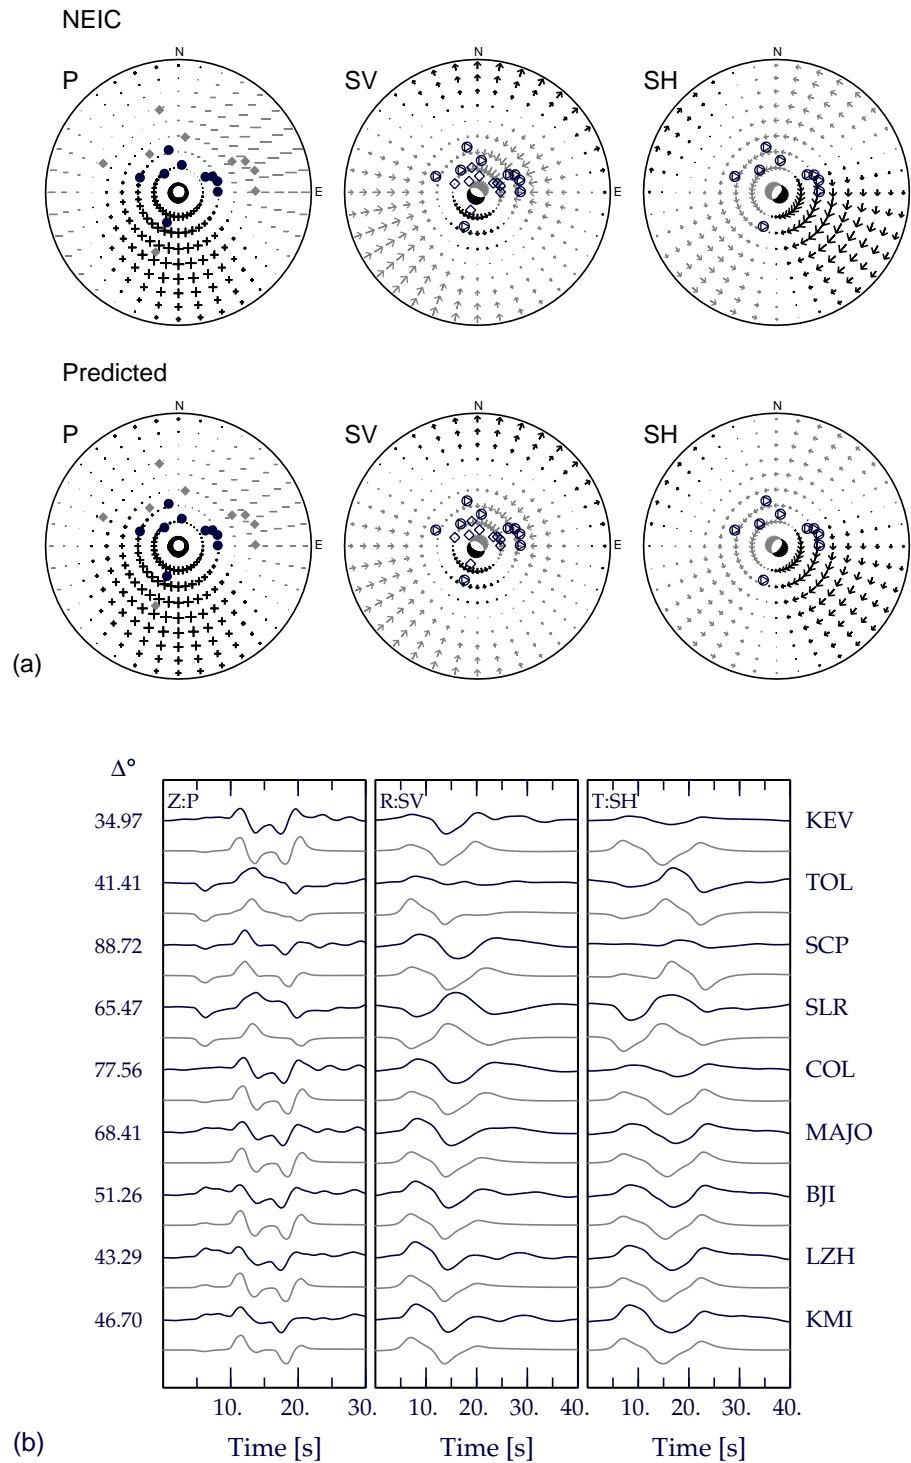 NEIC
N N N
P SV SH
E E E
Predicted
N N N
P SV SH
E E E
(a)
Δ°
Z:P R:SV T:SH
34.97 KEV
41.41 TOL
88.72 SCP
65.47 SLR
77.56 COL
68.41 MAJO
51.26 BJI
43.29 LZH
46.70 KMI
10. 20. 30. 10. 20. 30. 40. 10. 20. 30. 40.
(b) Time [s] Time [s] Time [s]